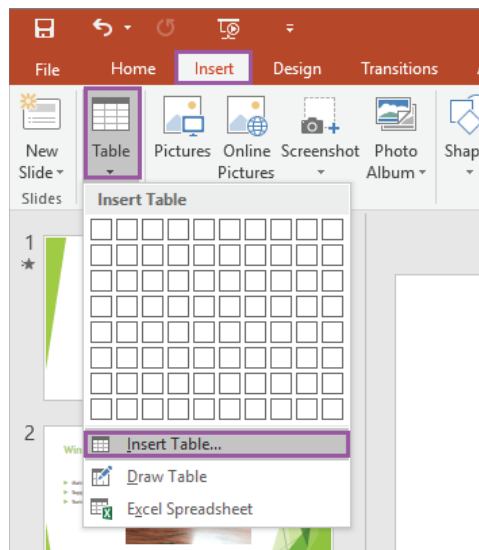 File Home Insert Design Transitions
New Slide
Table
Pictures
Online Pictures
Screenshot
Photo Album
Shap
Slides
Insert Table
1
2
Win
Insert Table...
Draw Table
Excel Spreadsheet